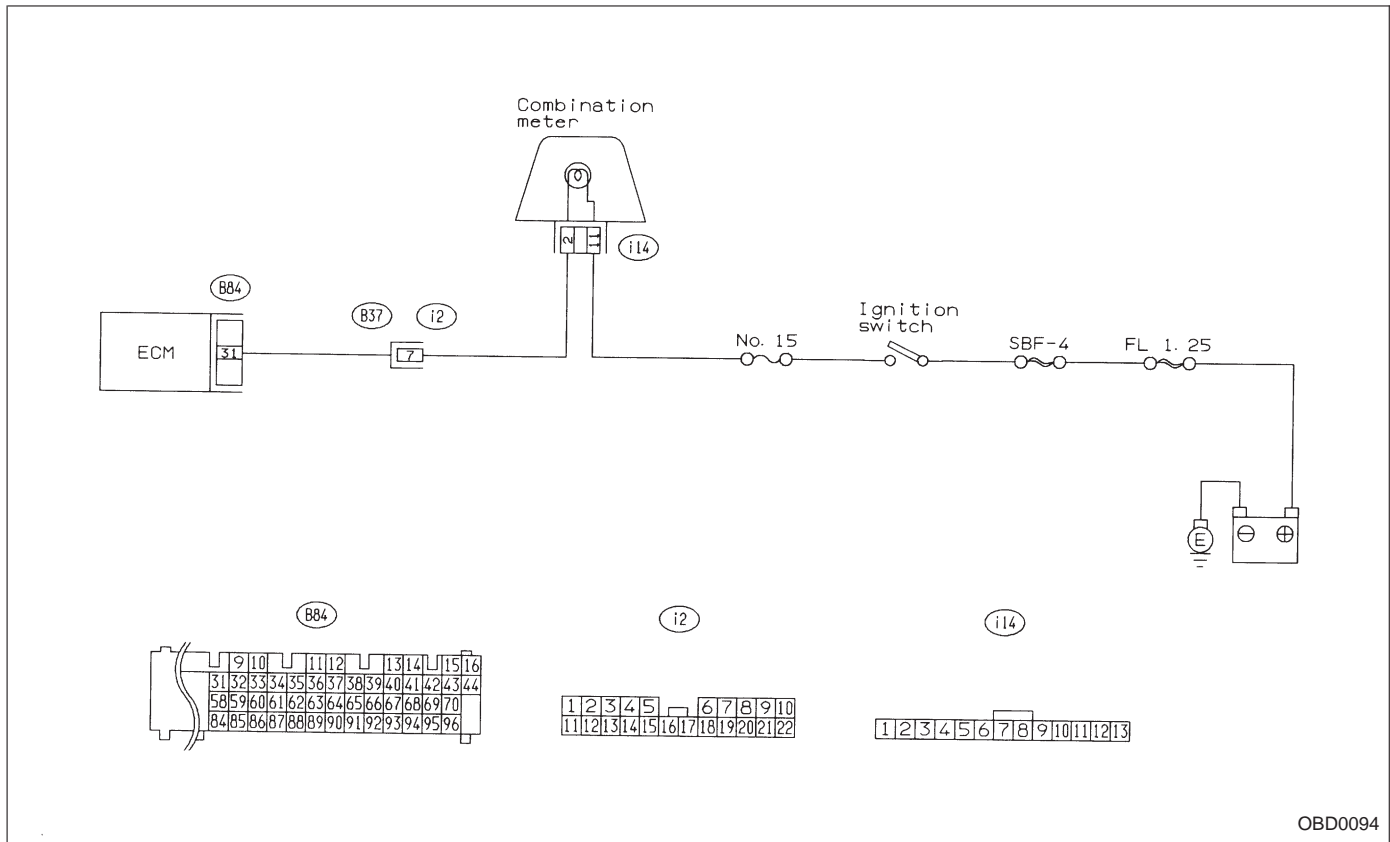 Combination
meter
2 11
i14
B84
B37 i2
ECM
31
7
No. 15
Ignition
switch
SBF-4
FL 1. 25
E
⊖ ⊕
B84
9 10 11 12 13 14 15 16
31 32 33 34 35 36 37 38 39 40 41 42 43 44
58 59 60 61 62 63 64 65 66 67 68 69 70
84 85 86 87 88 89 90 91 92 93 94 95 96
i2
1 2 3 4 5 6 7 8 9 10
11 12 13 14 15 16 17 18 19 20 21 22
i14
1 2 3 4 5 6 7 8 9 10 11 12 13
OBD0094